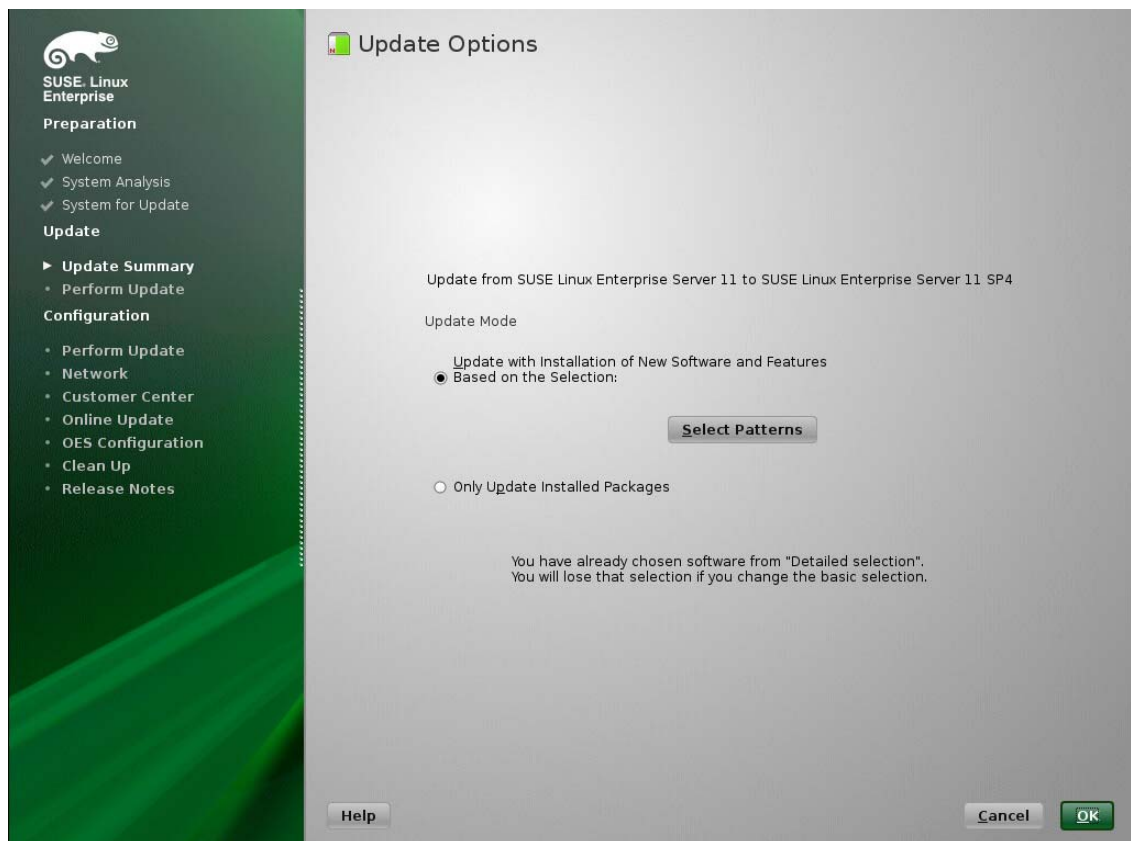 SUSE. Linux
Enterprise
Preparation
Welcome
System Analysis
System for Update
Update
Update Summary
Perform Update
Configuration
Perform Update
Network
Customer Center
Online Update
OES Configuration
Clean Up
Release Notes
Update Options
Update from SUSE Linux Enterprise Server 11 to SUSE Linux Enterprise Server 11 SP4
Update Mode
Update with Installation of New Software and Features
Based on the Selection:
Select Patterns
Only Update Installed Packages
You have already chosen software from "Detailed selection".
You will lose that selection if you change the basic selection.
Help
Cancel
OK